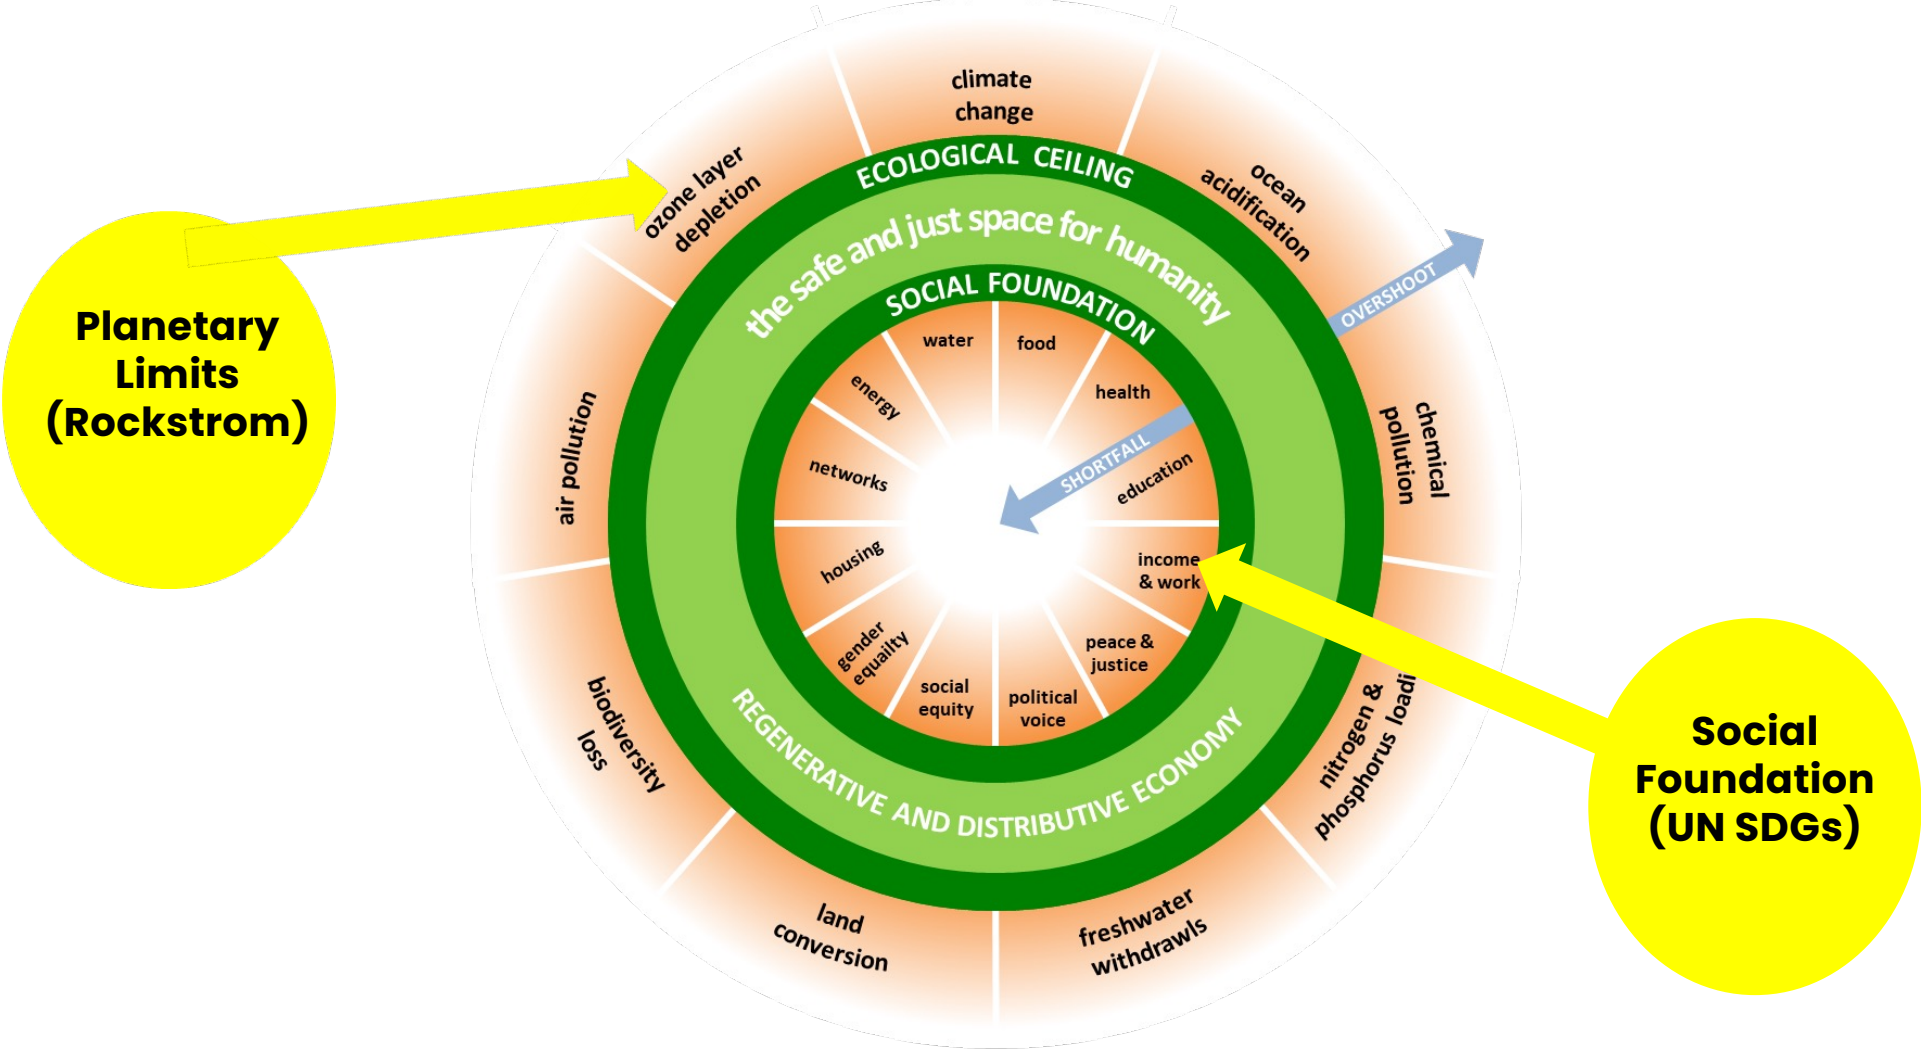 climate
change
ECOLOGICAL CEILING
ocean
acidification
ozone layer
depletion
the safe and just space for humanity
OVERSHOOT
SOCIAL FOUNDATION
Planetary
Limits
(Rockstrom)
water
food
energy
health
networks
SHORTFALL
education
air pollution
chemical
pollution
housing
income
& work
gender
equailty
peace &
justice
social
equity
political
voice
biodiversity
loss
REGENERATIVE AND DISTRIBUTIVE ECONOMY
nitrogen &
phosphorus loadi
Social
Foundation
(UN SDGs)
land
conversion
freshwater
withdrawls